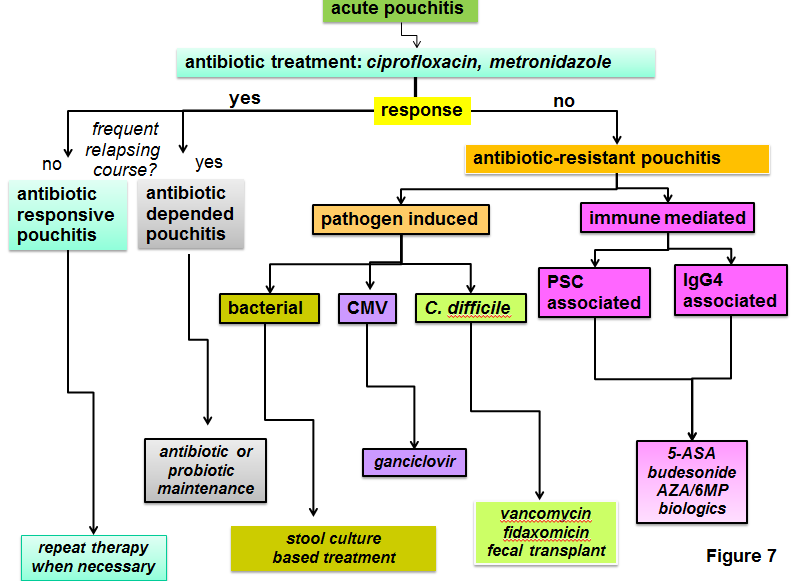 acute pouchitis
antibiotic treatment: ciprofloxacin, metronidazole
yes
response
no
frequent
relapsing
course?
no
yes
antibiotic-resistant pouchitis
antibiotic
responsive
pouchitis
antibiotic
depended
pouchitis
pathogen induced
immune mediated
bacterial
CMV
C. difficile
PSC
associated
IgG4
associated
antibiotic or
probiotic
maintenance
ganciclovir
5-ASA
budesonide
AZA/6MP
biologics
repeat therapy
when necessary
stool culture
based treatment
vancomycin
fidaxomicin
fecal transplant
Figure 7